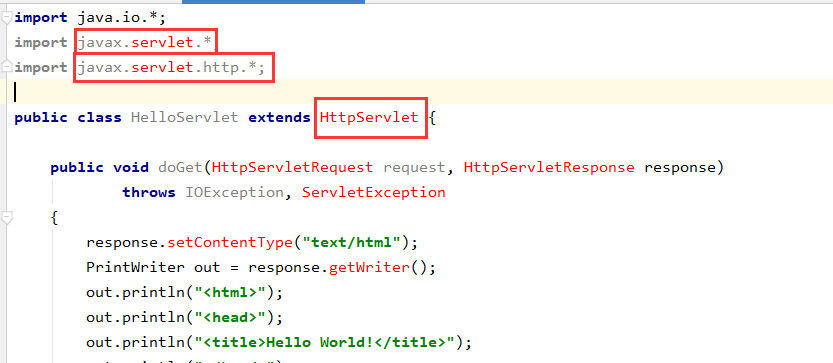 import java.io.*;
import javax.servlet.*
import javax.servlet.http.*;
public class HelloServlet extends HttpServlet {
public void doGet(HttpServletRequest request, HttpServletResponse response)
throws IOException, ServletException
{
response.setContentType("text/html");
PrintWriter out = response.getWriter();
out.println("<html>");
out.println("<head>");
out.println("<title>Hello World!</title>");